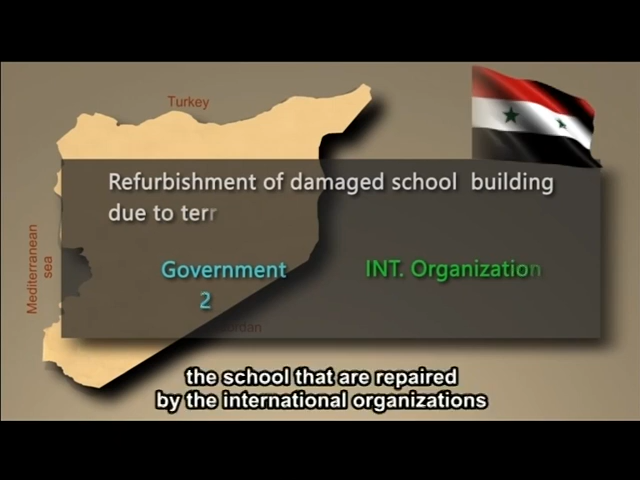 Turkey
Refurbishment of damaged school building
due to terr
Mediterranean
sea
Government
INT. Organization
2
the school that are repaired
by the international organizations